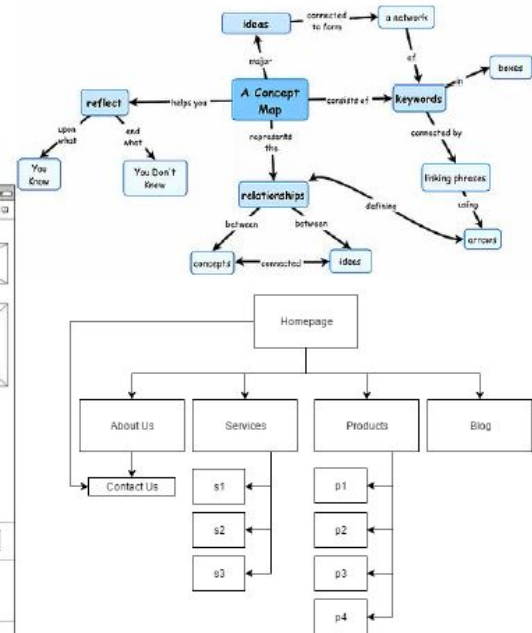 ideas
connected
to form
a network
major
of
in
boxes
reflect
helps you
A Concept
Map
consists of
keywords
upon
what
and
what
represents
the
connected by
You
Know
You Don't
Know
linking phrases
relationships
defining
using
between
between
arrows
concepts
connected
ideas
Homepage
About Us
Services
Products
Blog
Contact Us
s1
p1
s2
p2
s3
p3
p4